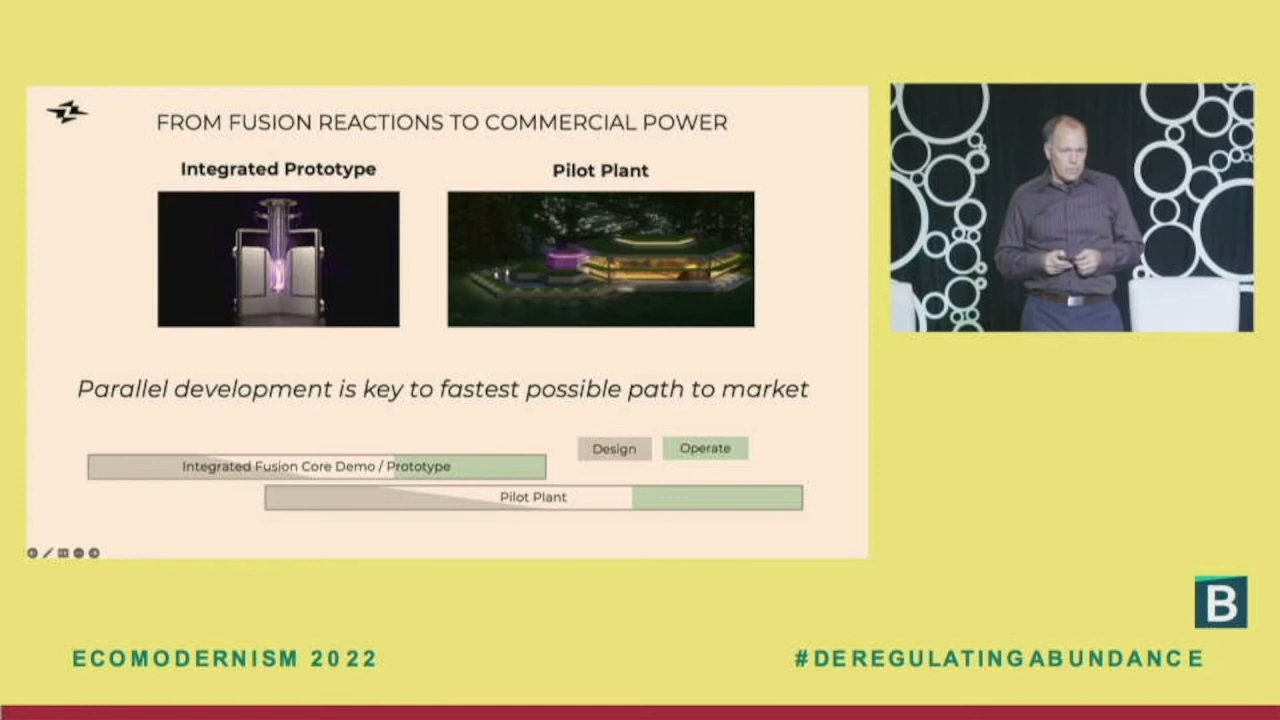 FROM FUSION REACTIONS TO COMMERCIAL POWER
Integrated Prototype
Pilot Plant
Parallel development is key to fastest possible path to market
Design
Operate
Integrated Fusion Core Demo / Prototype
Pilot Plant
B
ECOMODERNISM 2022
#DEREGULATINGABUNDANCE